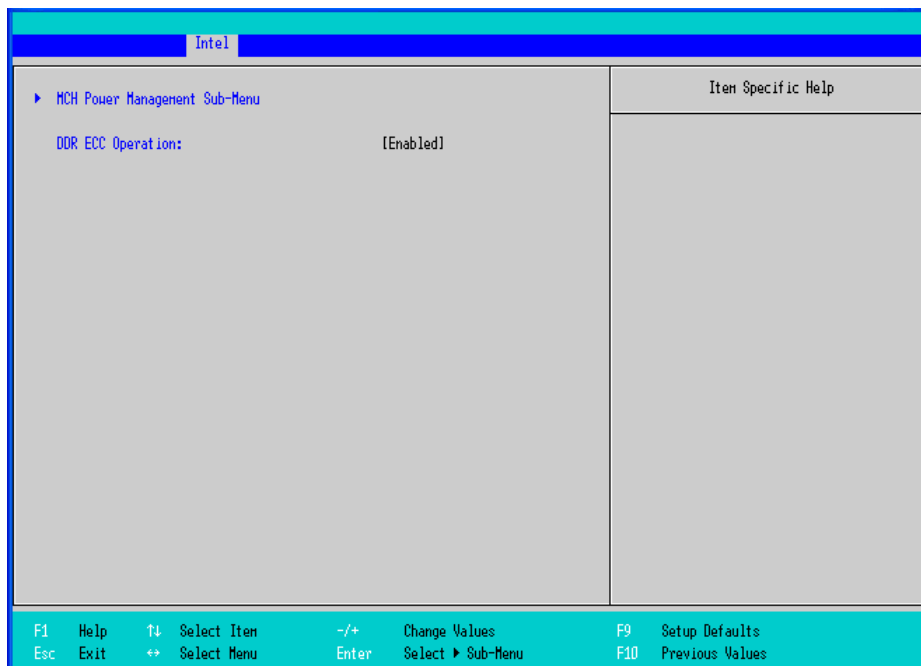 Intel
▶ MCH Power Management Sub-Menu
Item Specific Help
DDR ECC Operation: [Enabled]
F1 Help ↑↓ Select Item -/+ Change Values F9 Setup Defaults
Esc Exit ↔ Select Menu Enter Select ▶ Sub-Menu F10 Previous Values